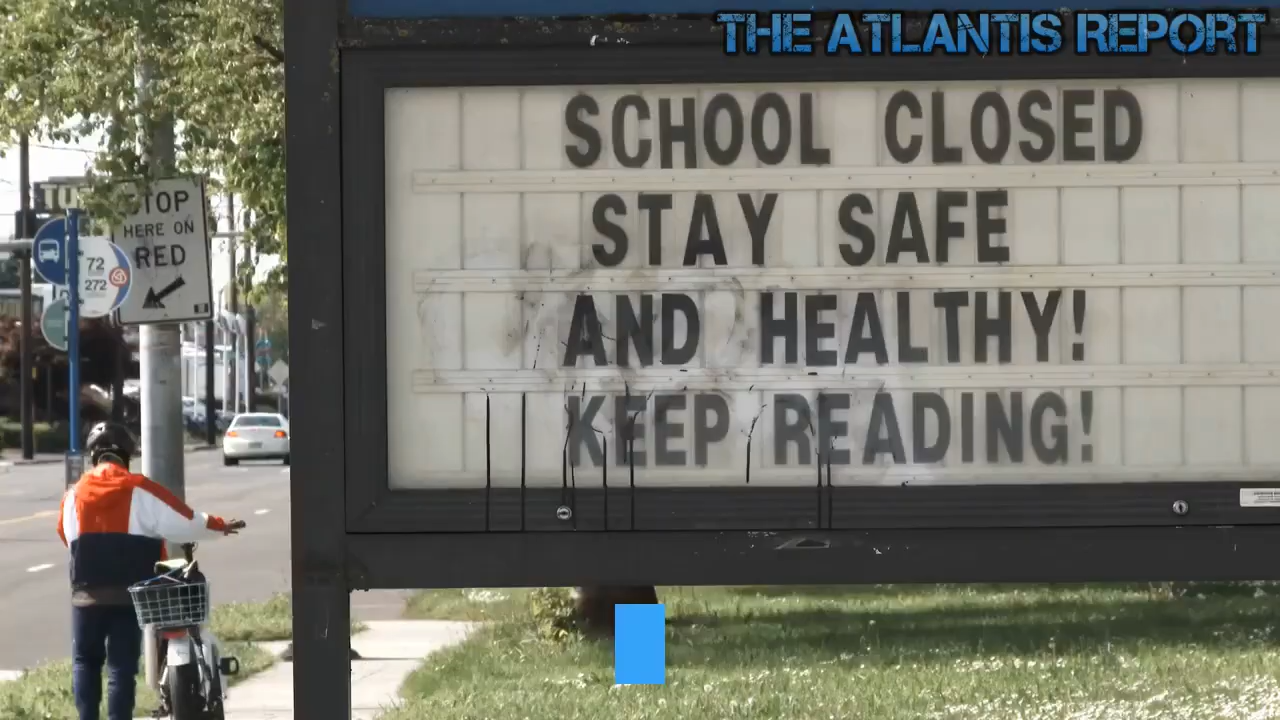 THE ATLANTIS REPORT
SCHOOL CLOSED
STAY SAFE
AND HEALTHY!
KEEP READING!
STOP
HERE ON
RED
72
272